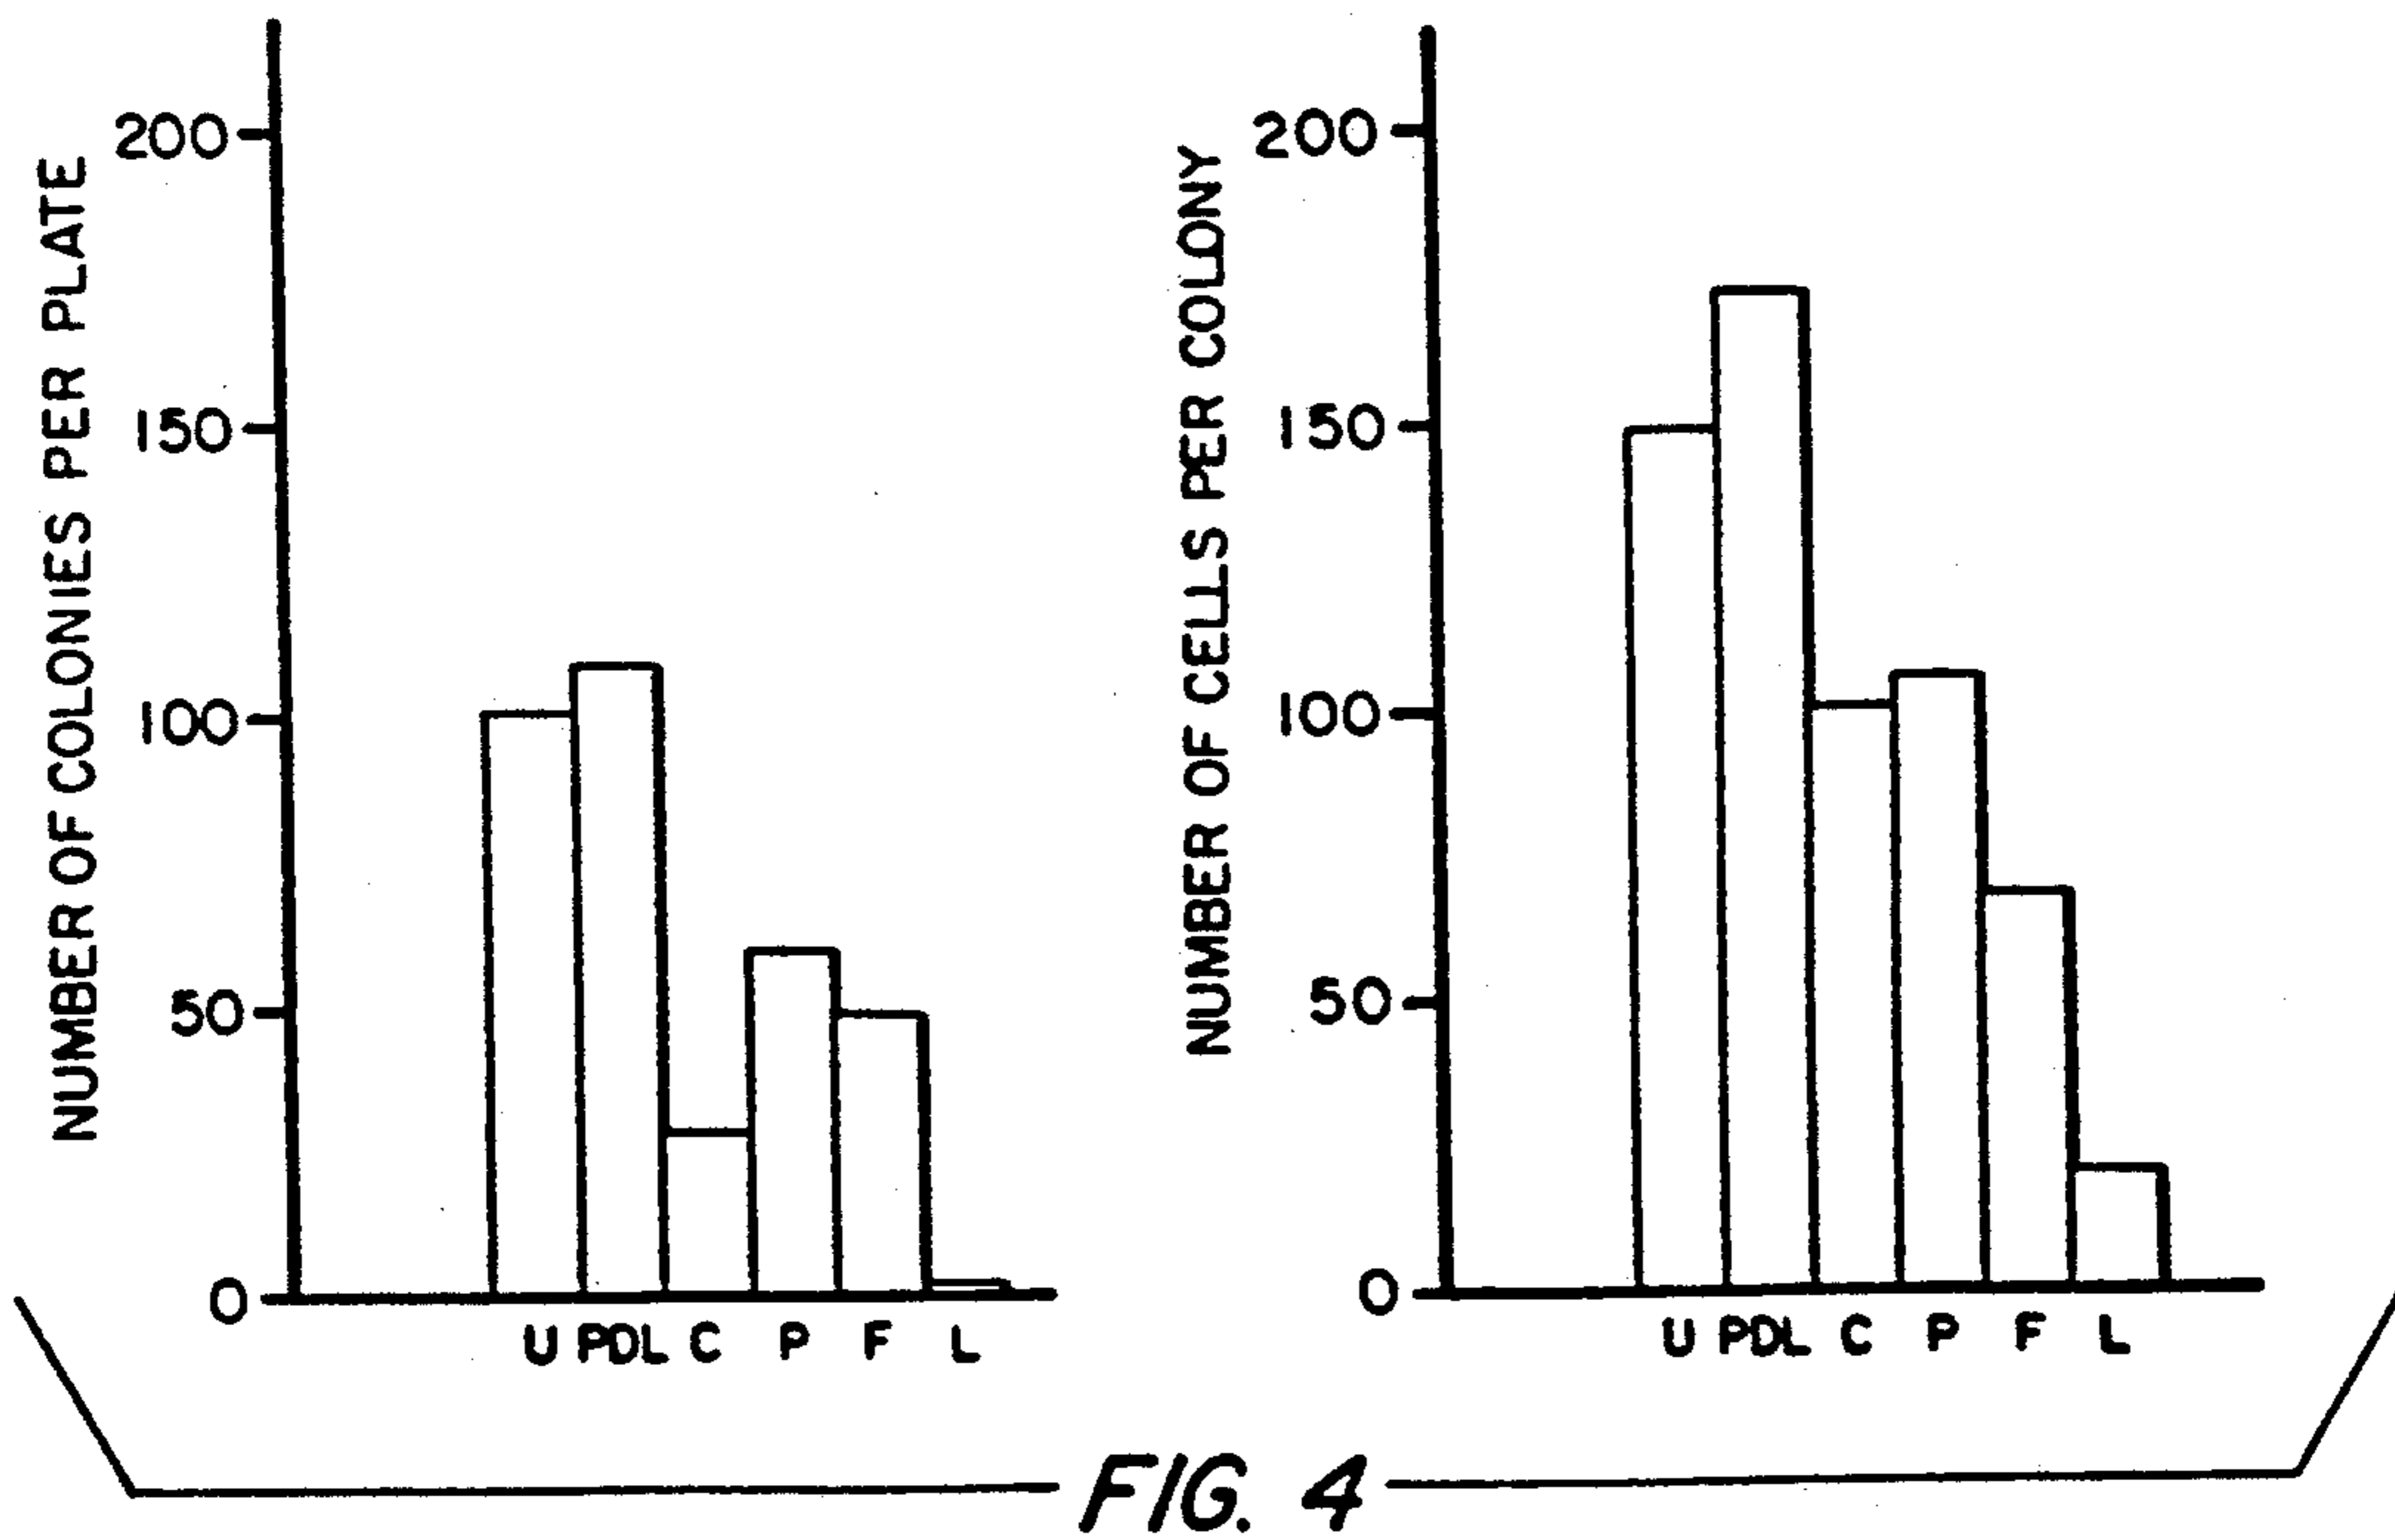 NUMBER OF COLONIES PER PLATE
200
150
100
50
0
U PDL C P F L
NUMBER OF CELLS PER COLONY
200
150
100
50
0
U PDL C P F L
FIG. 4